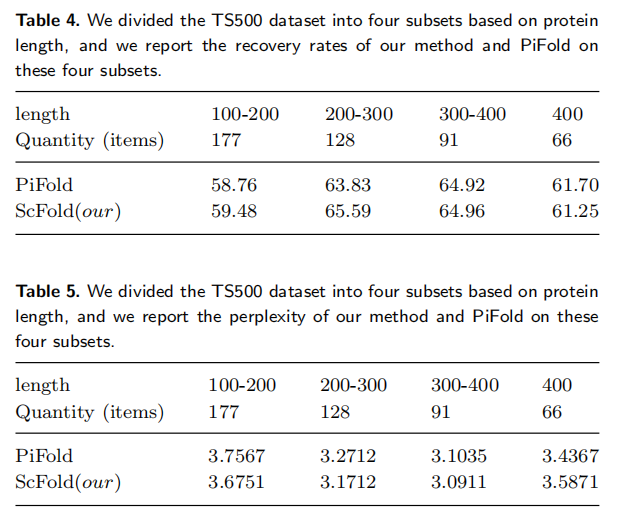 Table 4. We divided the TS500 dataset into four subsets based on protein
length, and we report the recovery rates of our method and PiFold on
these four subsets.
length 100-200 200-300 300-400 400
Quantity (items) 177 128 91 66
PiFold 58.76 63.83 64.92 61.70
ScFold(our) 59.48 65.59 64.96 61.25
Table 5. We divided the TS500 dataset into four subsets based on protein
length, and we report the perplexity of our method and PiFold on these
four subsets.
length 100-200 200-300 300-400 400
Quantity (items) 177 128 91 66
PiFold 3.7567 3.2712 3.1035 3.4367
ScFold(our) 3.6751 3.1712 3.0911 3.5871